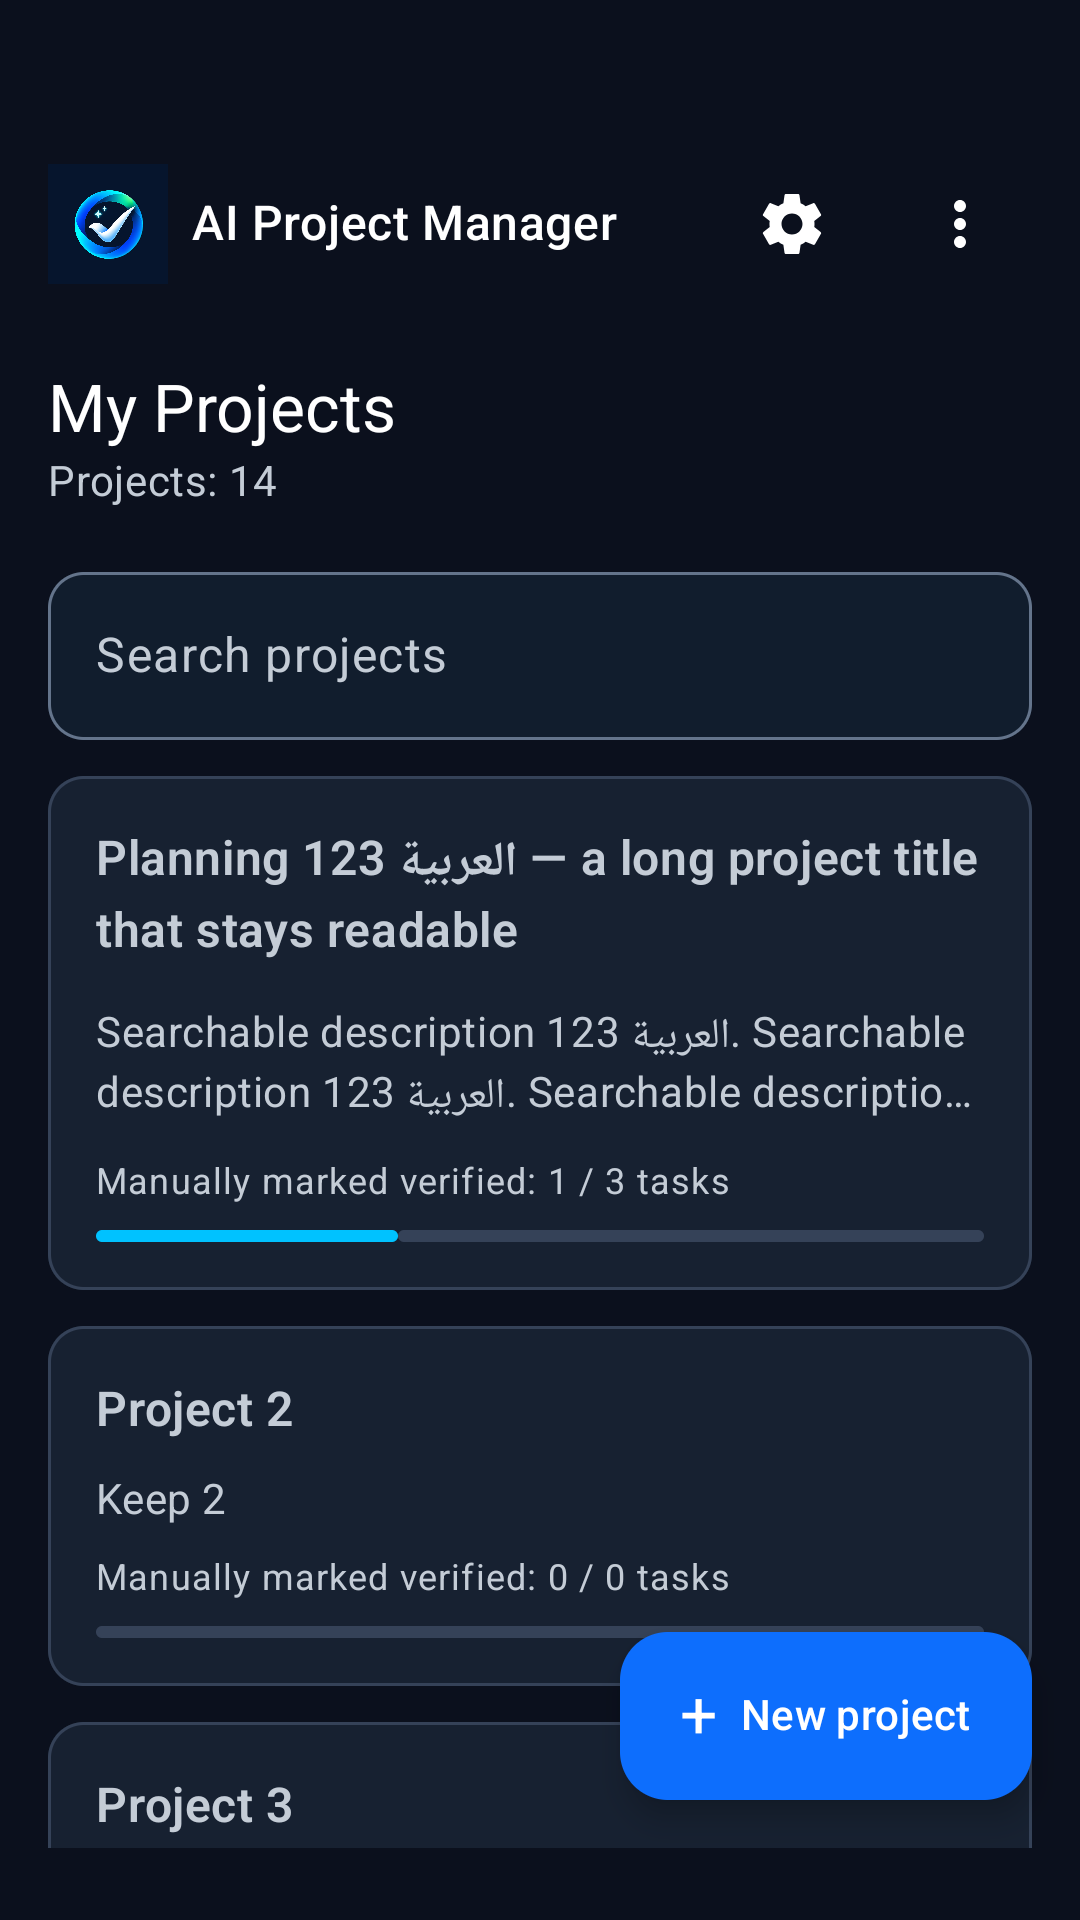 AI Project Manager
My Projects
Projects: 14
Search projects
Planning 123 العربية — a long project title
that stays readable
Searchable description 123 العربية. Searchable
description 123 العربية. Searchable descriptio…
Manually marked verified: 1 / 3 tasks
Project 2
Keep 2
Manually marked verified: 0 / 0 tasks
+ New project
Project 3